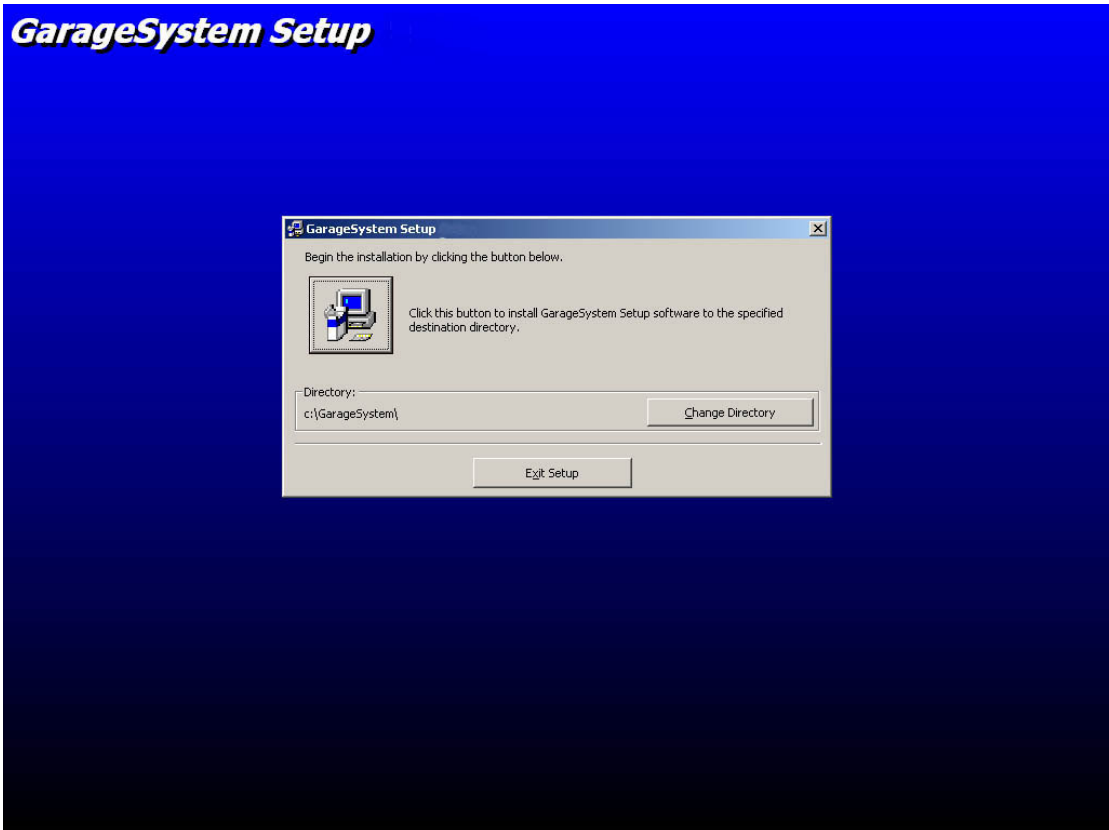 GarageSystem Setup
GarageSystem Setup
Begin the installation by clicking the button below.
Click this button to install GarageSystem Setup software to the specified
destination directory.
Directory:
c:\GarageSystem\
Change Directory
Exit Setup